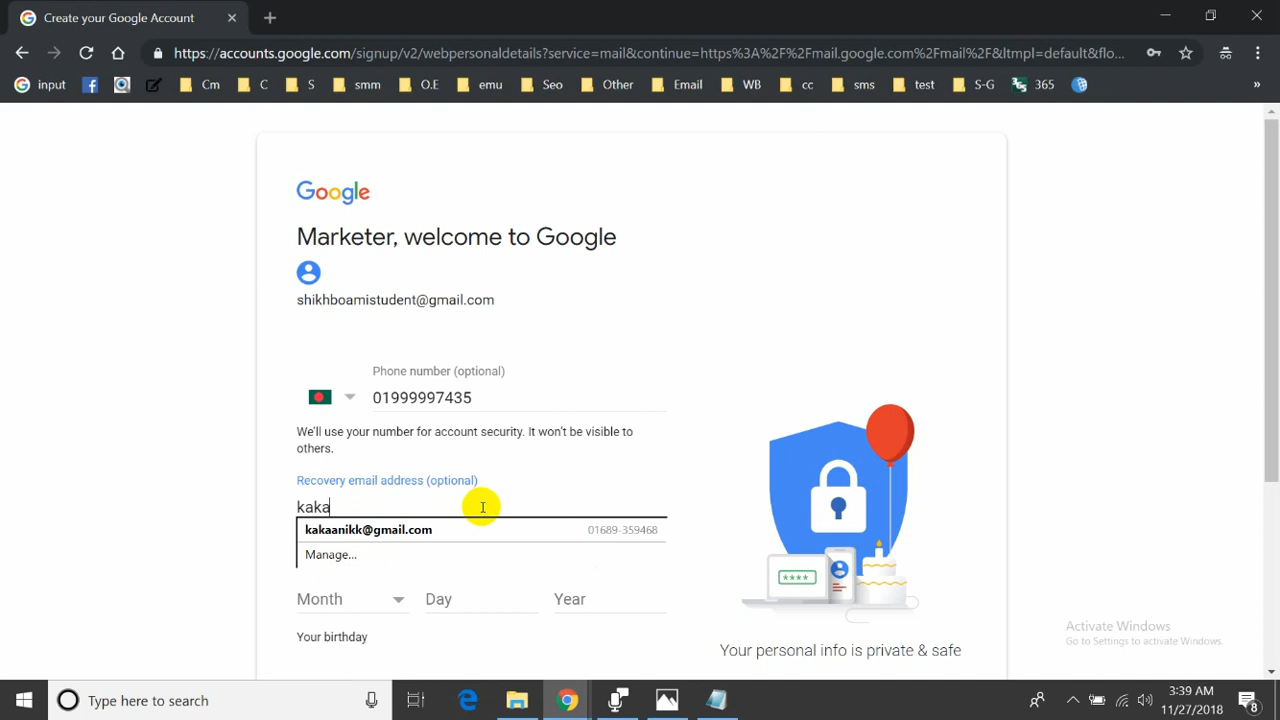 Create your Google Account
https://accounts.google.com/signup/v2/webpersonaldetails?service=mail&continue=https%3A%2F%2Fmail.google.com%2Fmail%2F&ltmpl=default&flo...
input Cm C S smm O.E emu Seo Other Email WB cc sms test S-G 365 »
Google
Marketer, welcome to Google
shikhboamistudent@gmail.com
Phone number (optional)
01999997435
We'll use your number for account security. It won't be visible to
others.
Recovery email address (optional)
kaka
kakaanikk@gmail.com 01689-359468
Manage...
Month Day Year
Your birthday
****
Your personal info is private & safe
Activate Windows
Go to Settings to activate Windows.
Type here to search
3:39 AM
11/27/2018
8